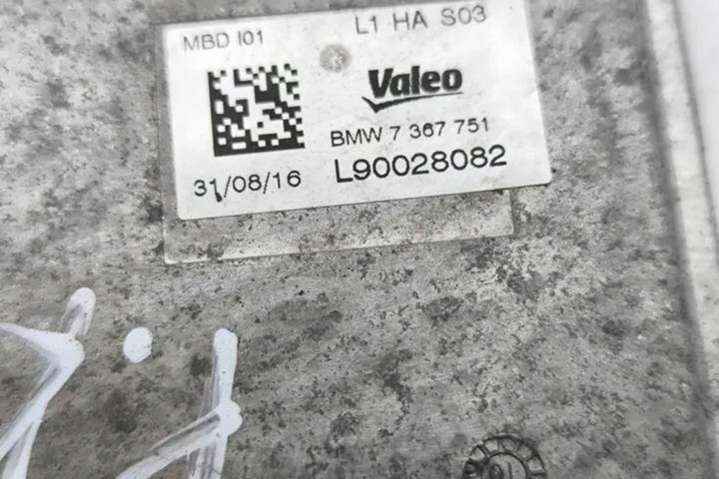 MBD I01 L1 HA S03
Valeo
BMW 7 367 751
31/08/16 L90028082